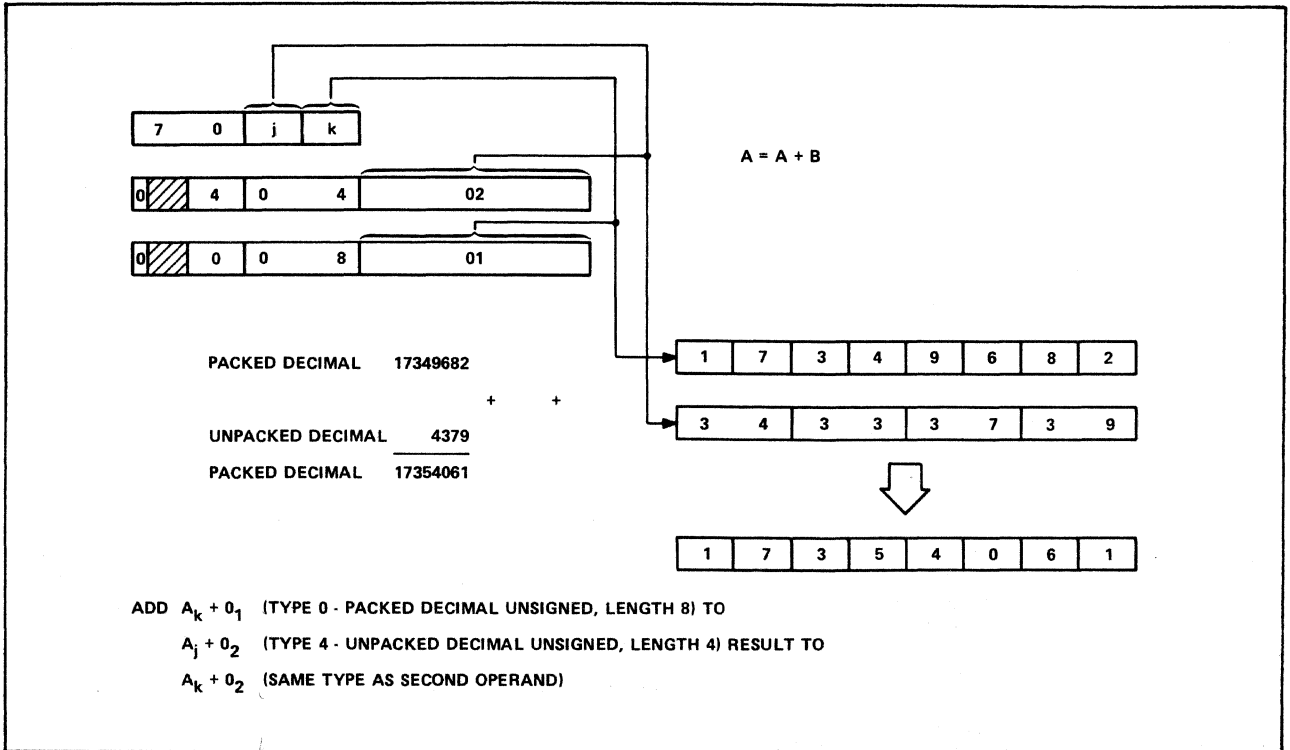 7 0 j k
A = A + B
0 4 0 4 02
0 0 0 8 01
PACKED DECIMAL 17349682
1 7 3 4 9 6 8 2
+ +
UNPACKED DECIMAL 4379
3 4 3 3 3 7 3 9
PACKED DECIMAL 17354061
1 7 3 5 4 0 6 1
ADD Ak + 01 (TYPE 0 - PACKED DECIMAL UNSIGNED, LENGTH 8) TO
Aj + 02 (TYPE 4 - UNPACKED DECIMAL UNSIGNED, LENGTH 4) RESULT TO
Ak + 02 (SAME TYPE AS SECOND OPERAND)